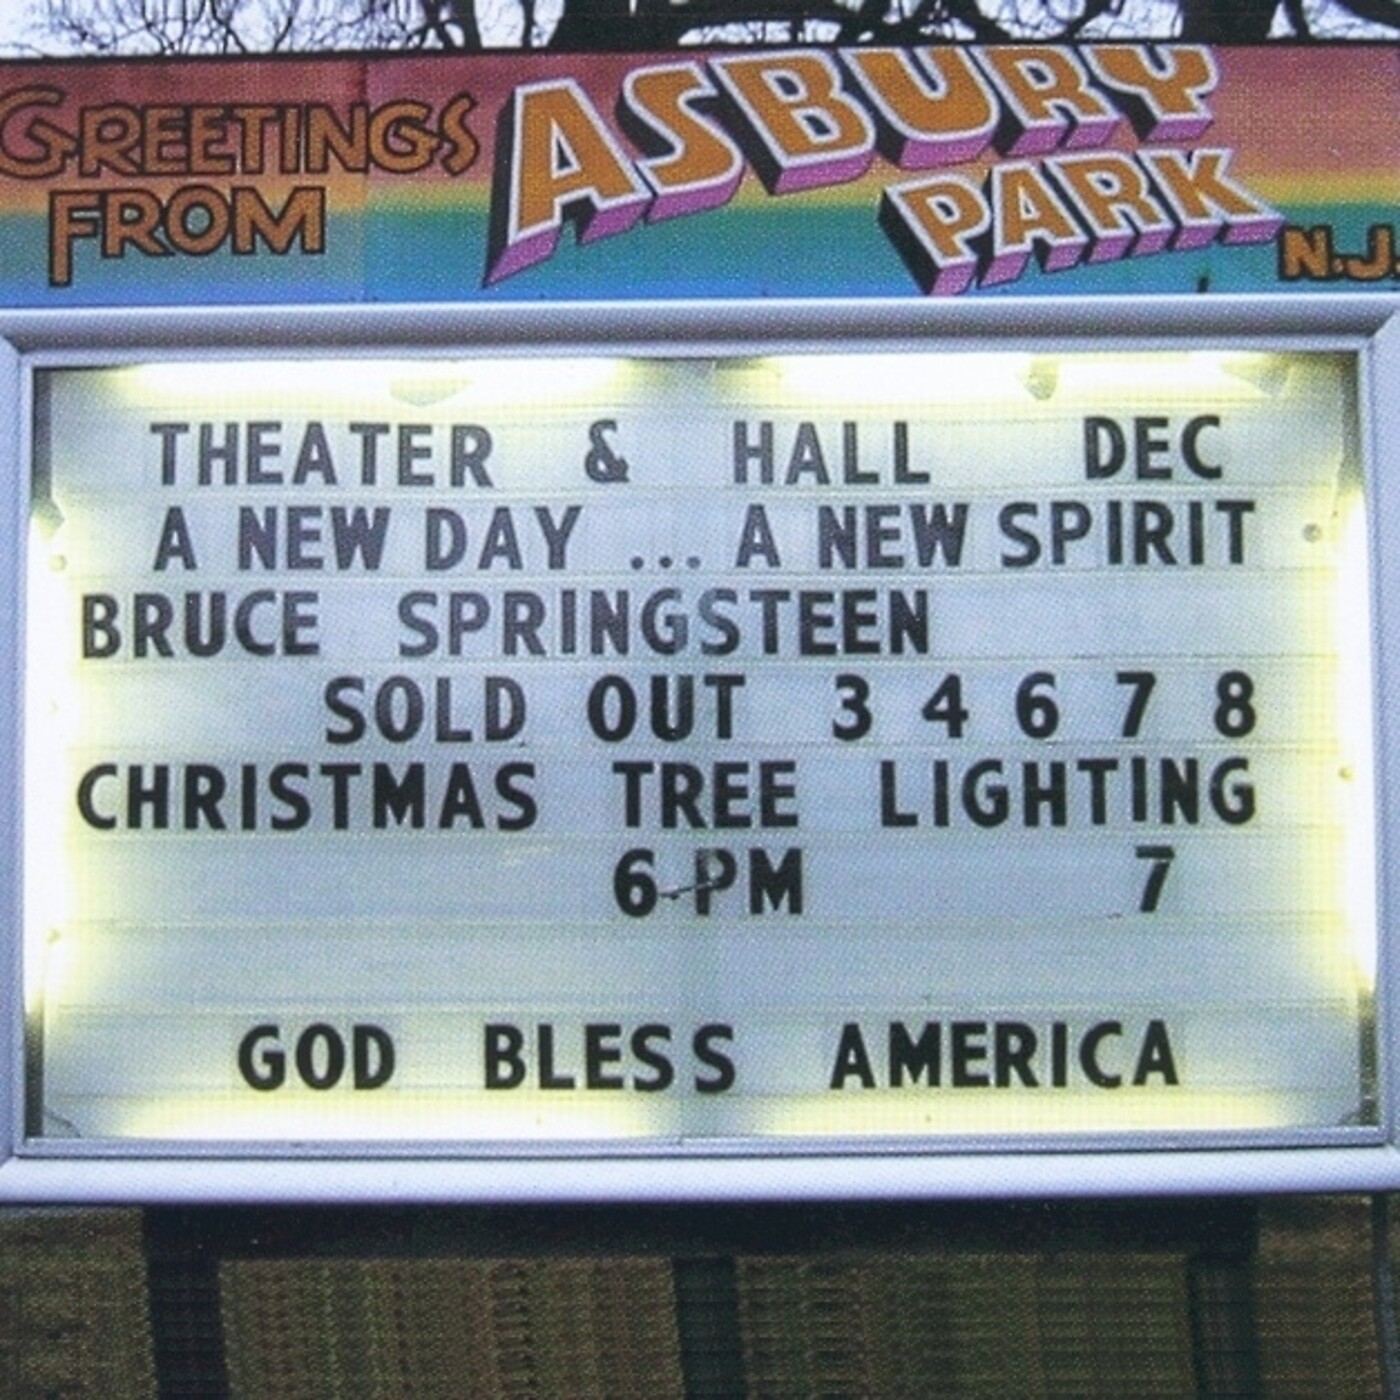 GREETINGS
FROM
ASBURY
PARK
N.J.
THEATER & HALL DEC
A NEW DAY ... A NEW SPIRIT
BRUCE SPRINGSTEEN
SOLD OUT 3 4 6 7 8
CHRISTMAS TREE LIGHTING
6 PM 7
GOD BLESS AMERICA